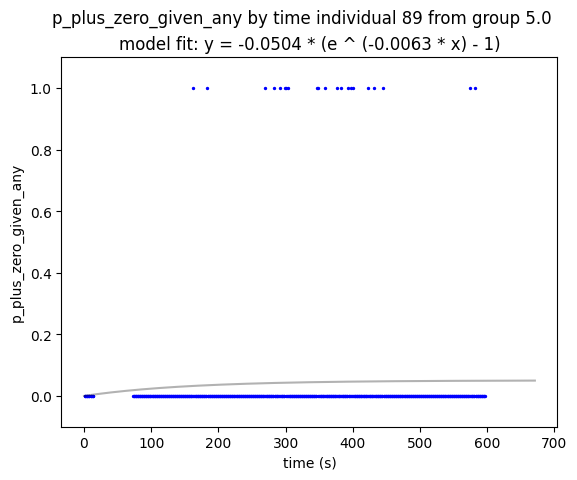 p_plus_zero_given_any by time individual 89 from group 5.0
model fit: y = -0.0504 * (e ^ (-0.0063 * x) - 1)
1.0
0.8
0.6
0.4
0.2
0.0
p_plus_zero_given_any
0 100 200 300 400 500 600 700
time (s)